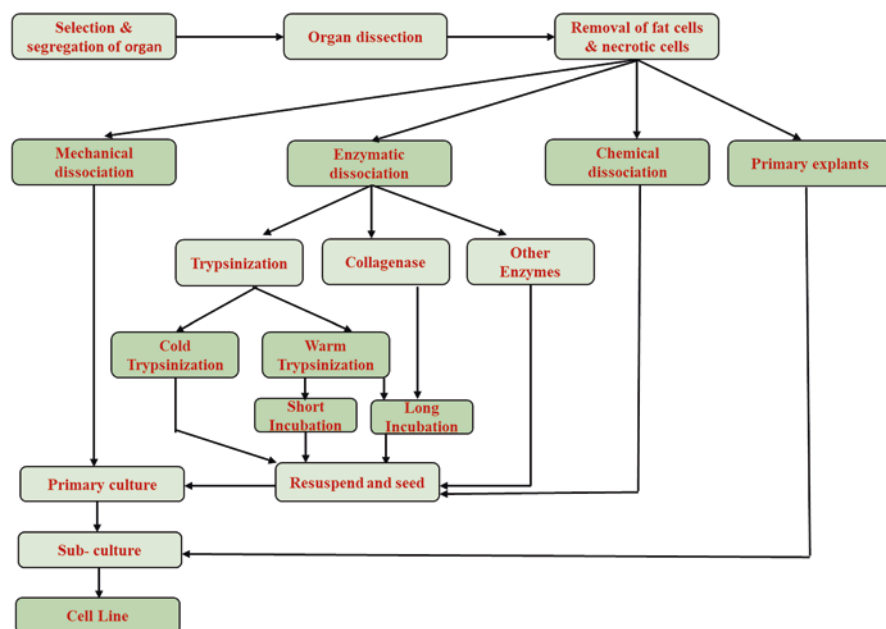 Selection &
segregation of organ
Organ dissection
Removal of fat cells
& necrotic cells
Mechanical
dissociation
Enzymatic
dissociation
Chemical
dissociation
Primary explants
Trypsinization
Collagenase
Other
Enzymes
Cold
Trypsinization
Warm
Trypsinization
Short
Incubation
Long
Incubation
Primary culture
Resuspend and seed
Sub- culture
Cell Line